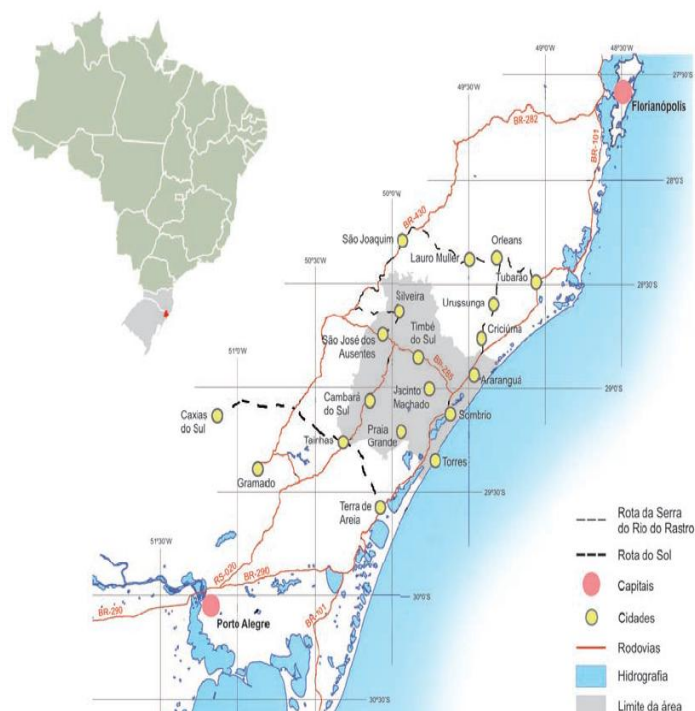 49°0'W
48°30'W
27°30'S
49°30'W
Florianópolis
BR-282
BR-101
28°0'S
50°0'W
BR-430
São Joaquim
Orleans
Lauro Muller
Tubarão
50°30'W
28°30'S
Silveira
Urussunga
Timbé
do Sul
São José dos
Ausentes
Criciúma
51°0'W
BR-285
Araranguá
29°0'S
Cambará
do Sul
Jacinto
Machado
Caxias
do Sul
Sombrio
Praia
Grande
Tainhas
Torres
Gramado
29°30'S
Terra de
Areia
Rota da Serra
do Rio do Rastro
51°30'W
Rota do Sol
RS-020
BR-290
Capitais
30°0'S
BR-290
Porto Alegre
BR-101
Cidades
Rodovias
Hidrografia
30°30'S
Limite da área